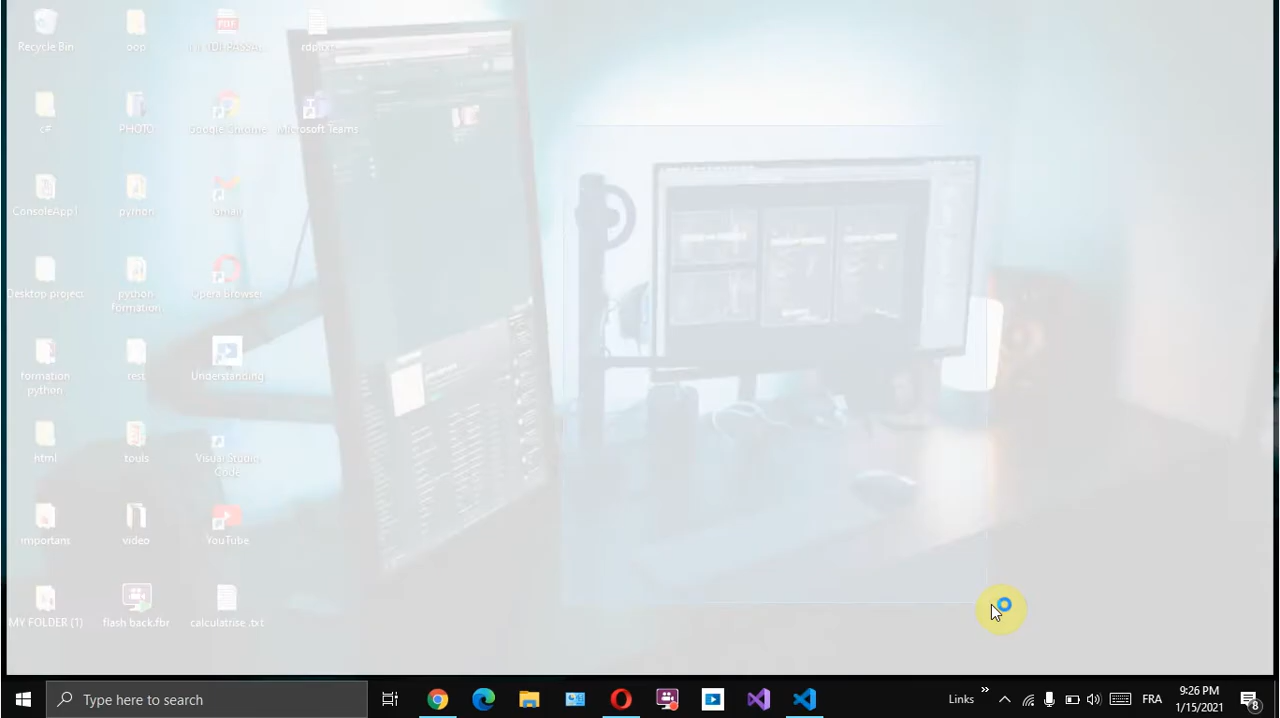 Recycle Bin
oop
rdp.txt
c#
PHOTO
Google Chrome
Microsoft Teams
ConsoleApp1
python
Gmail
Desktop project
python
formation
Opera browser
formation
python
rest
Understanding
html
touls
Visual Studio
Code
importans
video
YouTube
MY FOLDER (1)
flash back.fbr
calculatrise .txt
Type here to search
Links
FRA
9:26 PM
1/15/2021
8